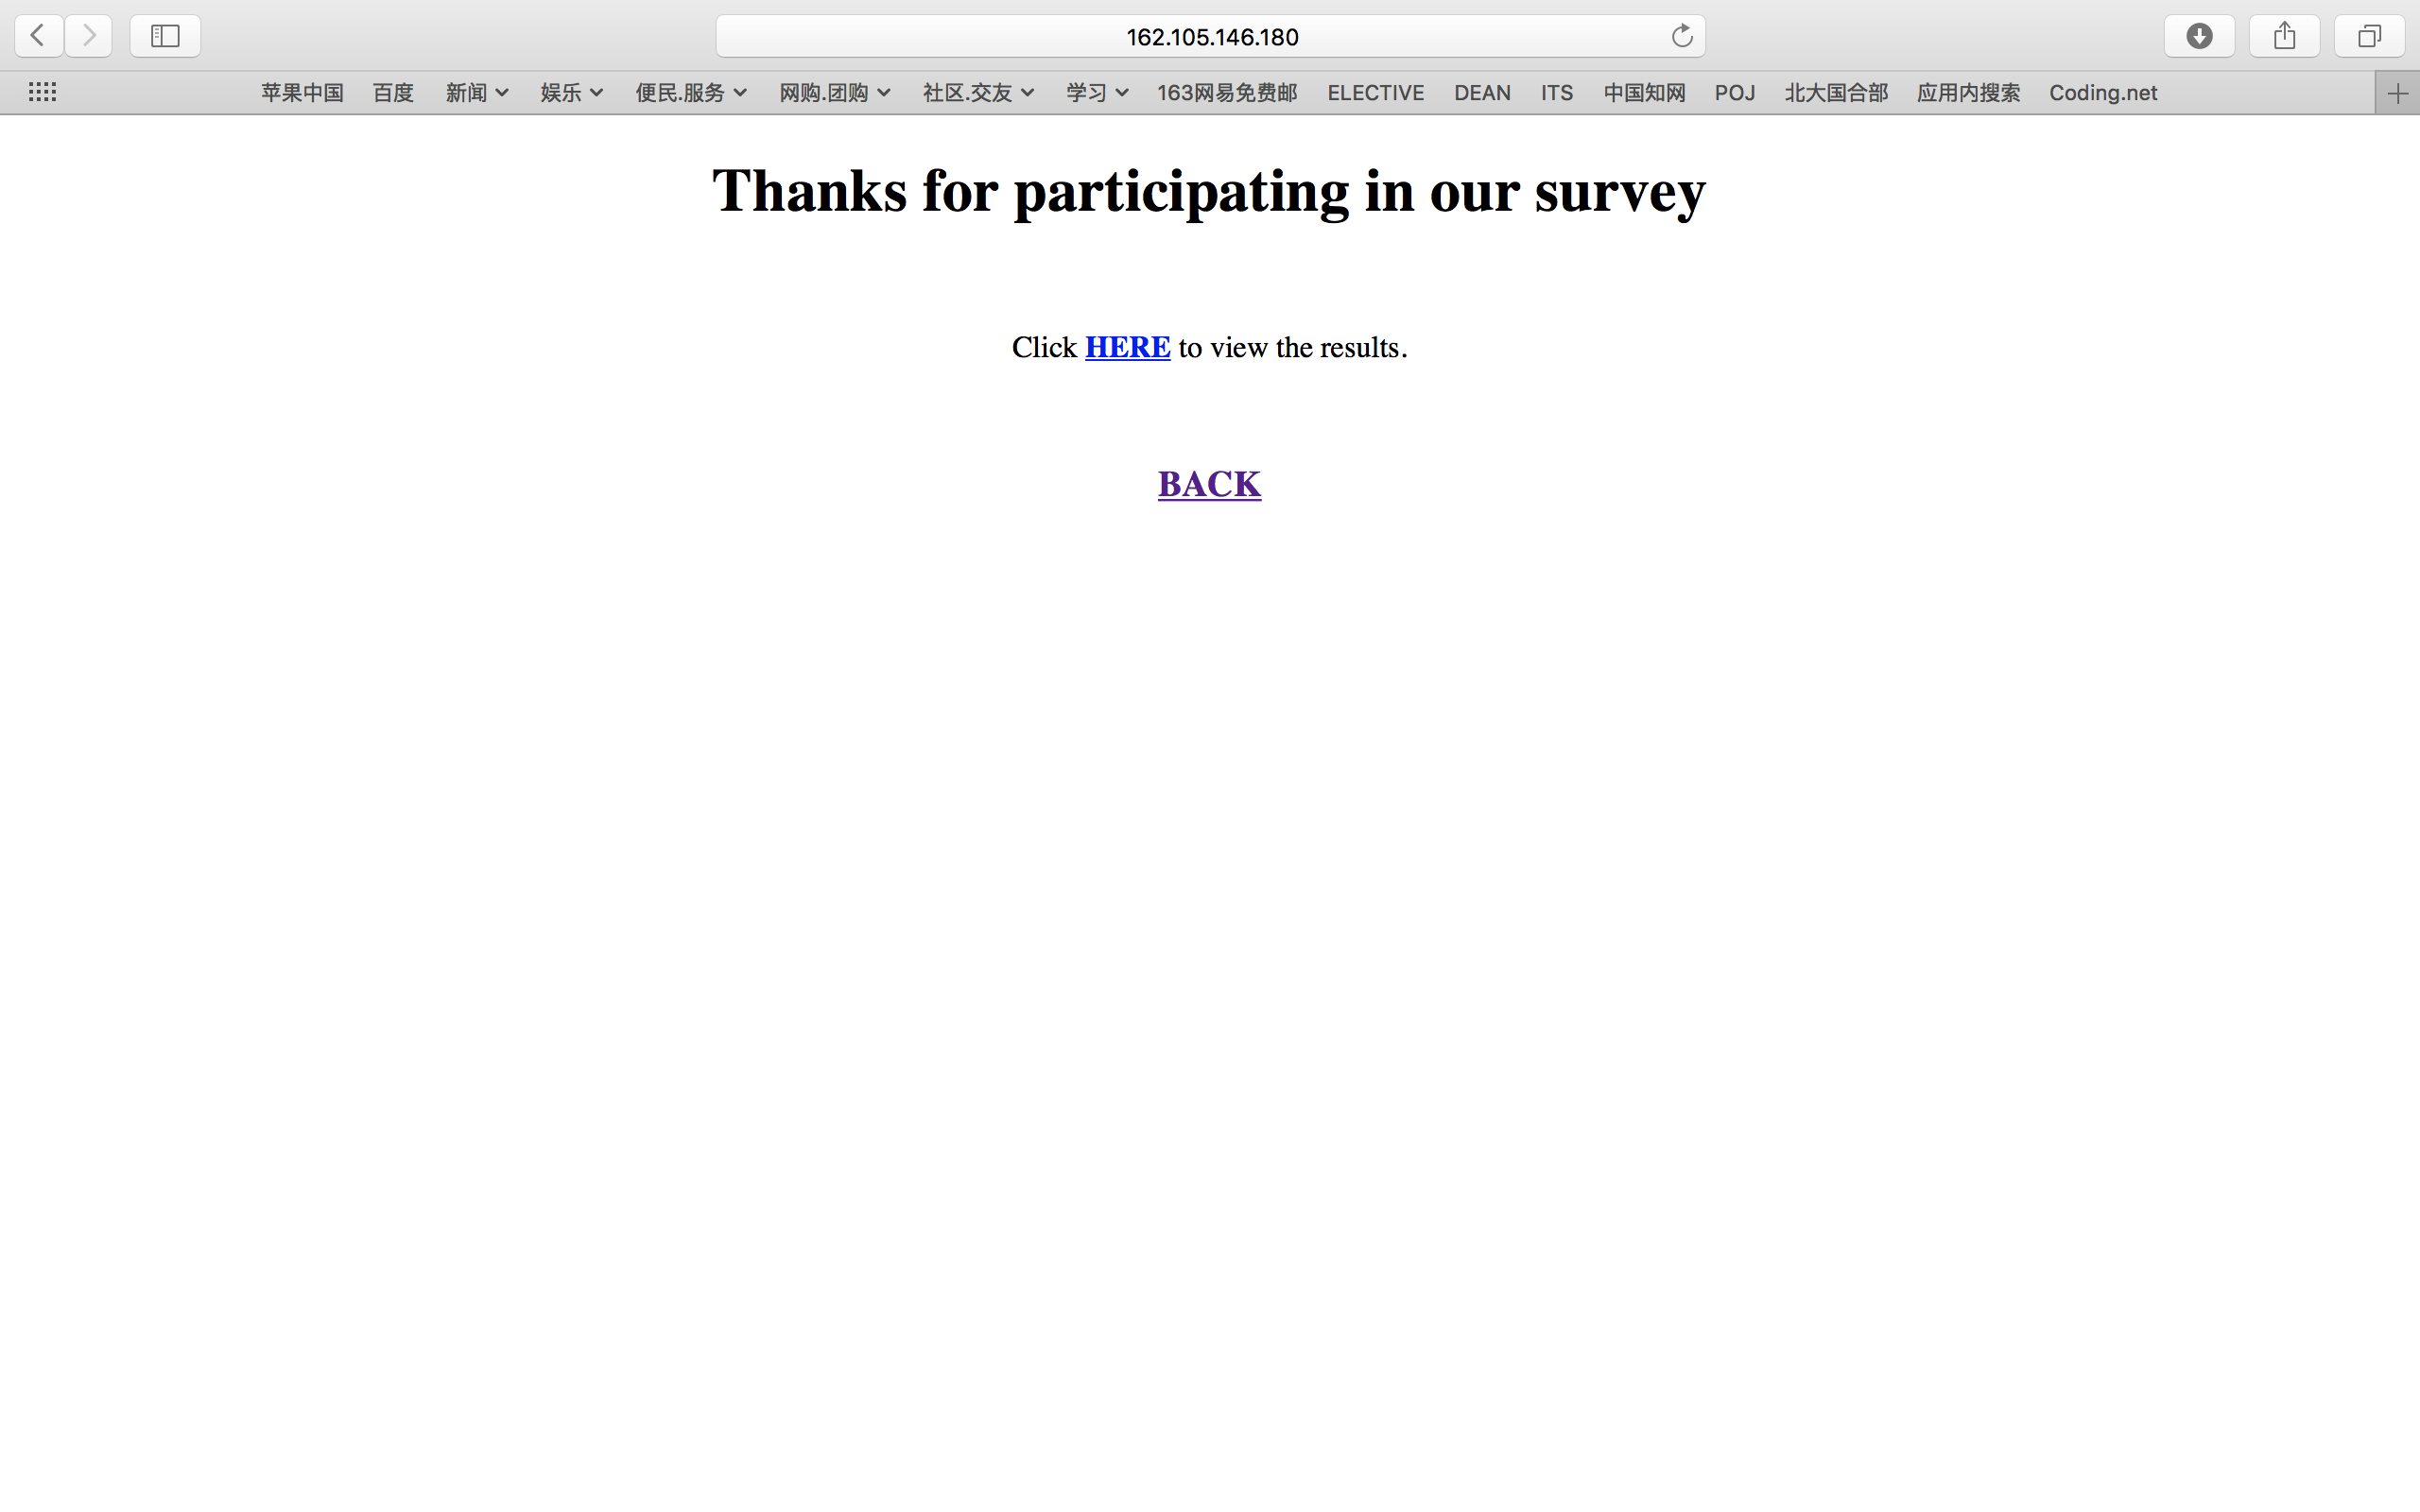 162.105.146.180
苹果中国 百度 新闻 娱乐 便民.服务 网购.团购 社区.交友 学习 163网易免费邮 ELECTIVE DEAN ITS 中国知网 POJ 北大国合部 应用内搜索 Coding.net
Thanks for participating in our survey
Click HERE to view the results.
BACK